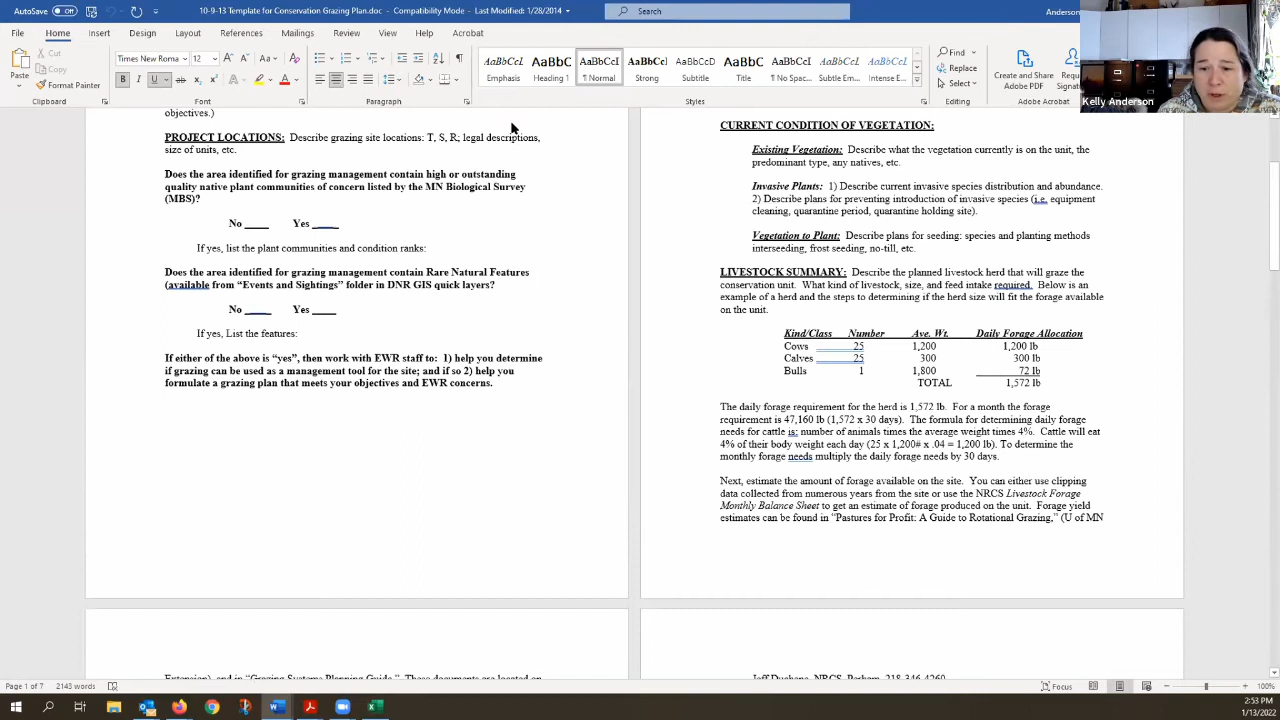 AutoSave Off
10-9-13 Template for Conservation Grazing Plan.doc - Compatibility Mode - Last Modified: 1/28/2014
Search
Anderson
File Home Insert Design Layout References Mailings Review View Help Acrobat
Paste
Cut
Copy
Format Painter
Times New Roma 12
AaBbCcI AaBbC AaBbCcI AaBbCcI AaBbCcD AaBbC AaBbCcI AaBbCcI AaBbCcI
Emphasis Heading 1 ¶ Normal Strong Subtitle Title ¶ No Spac... Subtle Em... Intense E...
Find
Replace
Select
Create and Share
Adobe PDF
Clipboard Font Paragraph Styles Editing Adobe Acrobat
Kelly Anderson
objectives.)
PROJECT LOCATIONS: Describe grazing site locations: T, S, R; legal descriptions,
size of units, etc.
Does the area identified for grazing management contain high or outstanding
quality native plant communities of concern listed by the MN Biological Survey
(MBS)?
No ____ Yes ____
If yes, list the plant communities and condition ranks:
Does the area identified for grazing management contain Rare Natural Features
(available from “Events and Sightings” folder in DNR GIS quick layers?
No ____ Yes ____
If yes, List the features:
If either of the above is “yes”, then work with EWR staff to: 1) help you determine
if grazing can be used as a management tool for the site; and if so 2) help you
formulate a grazing plan that meets your objectives and EWR concerns.
CURRENT CONDITION OF VEGETATION:
Existing Vegetation: Describe what the vegetation currently is on the unit, the
predominant type, any natives, etc.
Invasive Plants: 1) Describe current invasive species distribution and abundance.
2) Describe plans for preventing introduction of invasive species (i.e. equipment
cleaning, quarantine period, quarantine holding site).
Vegetation to Plant: Describe plans for seeding: species and planting methods
interseeding, frost seeding, no-till, etc.
LIVESTOCK SUMMARY: Describe the planned livestock herd that will graze the
conservation unit. What kind of livestock, size, and feed intake required. Below is an
example of a herd and the steps to determining if the herd size will fit the forage available
on the unit.
Kind/Class Number Ave. Wt. Daily Forage Allocation
Cows 25 1,200 1,200 lb
Calves 25 300 300 lb
Bulls 1 1,800 72 lb
TOTAL 1,572 lb
The daily forage requirement for the herd is 1,572 lb. For a month the forage
requirement is 47,160 lb (1,572 x 30 days). The formula for determining daily forage
needs for cattle is; number of animals times the average weight times 4%. Cattle will eat
4% of their body weight each day (25 x 1,200# x .04 = 1,200 lb). To determine the
monthly forage needs multiply the daily forage needs by 30 days.
Next, estimate the amount of forage available on the site. You can either use clipping
data collected from numerous years from the site or use the NRCS Livestock Forage
Monthly Balance Sheet to get an estimate of forage produced on the unit. Forage yield
estimates can be found in “Pastures for Profit: A Guide to Rotational Grazing,” (U of MN
Extension), and in “Grazing Systems Planning Guide.” These documents are located on
Jeff Duchene, NRCS, Perham, 218-346-4260
Page 1 of 7 2143 words
Focus
100%
2:53 PM
1/13/2022